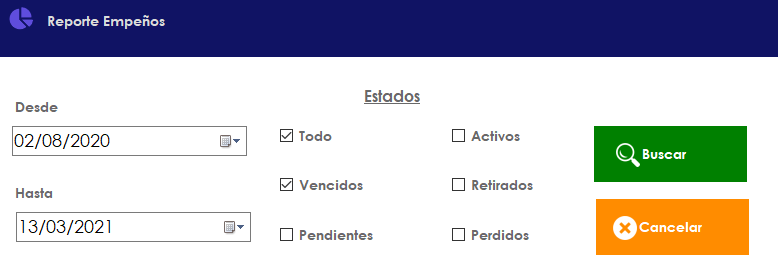 Reporte Empeños
Desde
Estados
02/08/2020
Todo
Activos
Buscar
Hasta
Vencidos
Retirados
13/03/2021
Pendientes
Perdidos
Cancelar